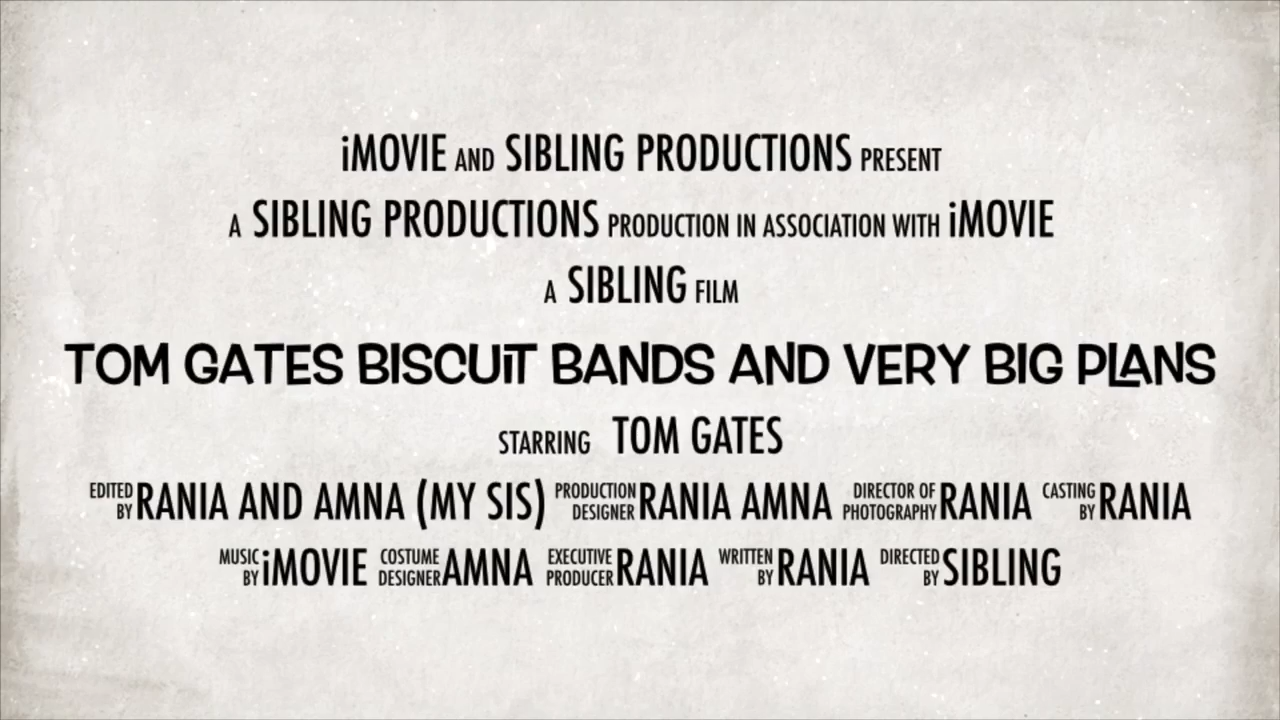 iMOVIE AND SIBLING PRODUCTIONS PRESENT
A SIBLING PRODUCTIONS PRODUCTION IN ASSOCIATION WITH iMOVIE
A SIBLING FILM
TOM GATES BISCUIT BANDS AND VERY BIG PLANS
STARRING TOM GATES
EDITED BY RANIA AND AMNA (MY SIS) PRODUCTION DESIGNER RANIA AMNA DIRECTOR OF PHOTOGRAPHY RANIA CASTING BY RANIA
MUSIC BY iMOVIE COSTUME DESIGNER AMNA EXECUTIVE PRODUCER RANIA WRITTEN BY RANIA DIRECTED BY SIBLING